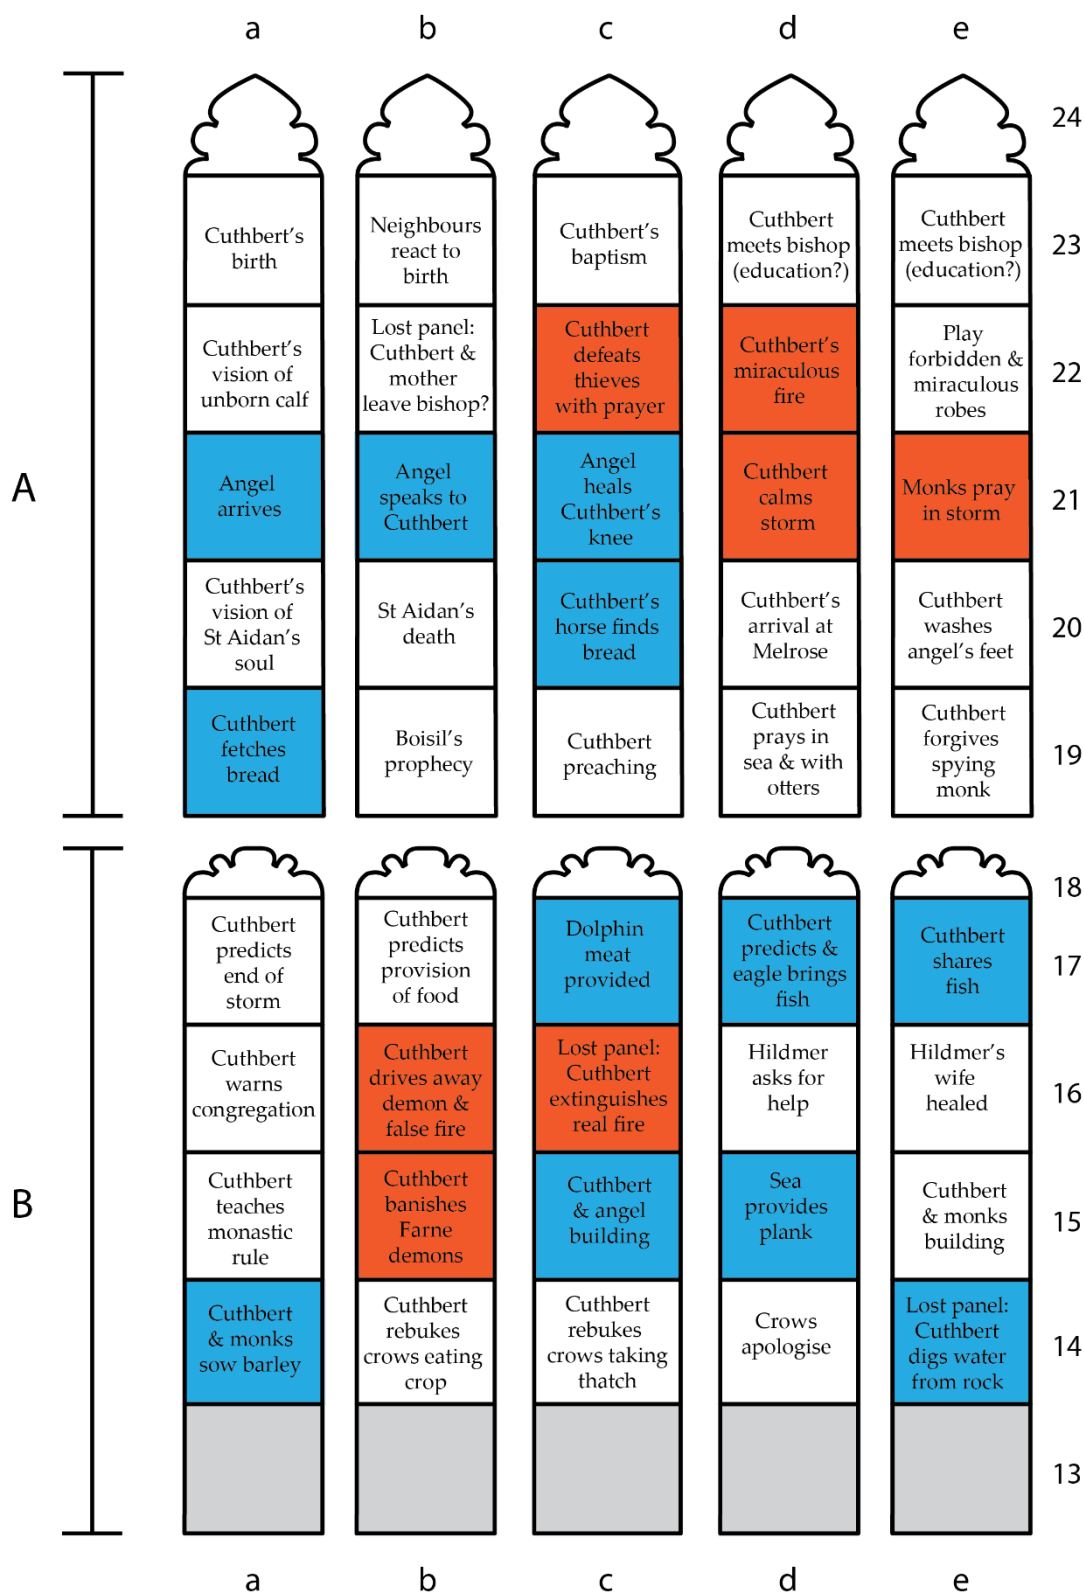 a b c d e
24
A
Cuthbert’s
birth
Neighbours
react to
birth
Cuthbert’s
baptism
Cuthbert
meets bishop
(education?)
Cuthbert
meets bishop
(education?)
23
Cuthbert’s
vision of
unborn calf
Lost panel:
Cuthbert &
mother
leave bishop?
Cuthbert
defeats
thieves
with prayer
Cuthbert’s
miraculous
fire
Play
forbidden &
miraculous
robes
22
Angel
arrives
Angel
speaks to
Cuthbert
Angel
heals
Cuthbert’s
knee
Cuthbert
calms
storm
Monks pray
in storm
21
Cuthbert’s
vision of
St Aidan’s
soul
St Aidan’s
death
Cuthbert’s
horse finds
bread
Cuthbert’s
arrival at
Melrose
Cuthbert
washes
angel’s feet
20
Cuthbert
fetches
bread
Boisil’s
prophecy
Cuthbert
preaching
Cuthbert
prays in
sea & with
otters
Cuthbert
forgives
spying
monk
19
18
B
Cuthbert
predicts
end of
storm
Cuthbert
predicts
provision
of food
Dolphin
meat
provided
Cuthbert
predicts &
eagle brings
fish
Cuthbert
shares
fish
17
Cuthbert
warns
congregation
Cuthbert
drives away
demon &
false fire
Lost panel:
Cuthbert
extinguishes
real fire
Hildmer
asks for
help
Hildmer’s
wife
healed
16
Cuthbert
teaches
monastic
rule
Cuthbert
banishes
Farne
demons
Cuthbert
& angel
building
Sea
provides
plank
Cuthbert
& monks
building
15
Cuthbert
& monks
sow barley
Cuthbert
rebukes
crows eating
crop
Cuthbert
rebukes
crows taking
thatch
Crows
apologise
Lost panel:
Cuthbert
digs water
from rock
14
13
a b c d e